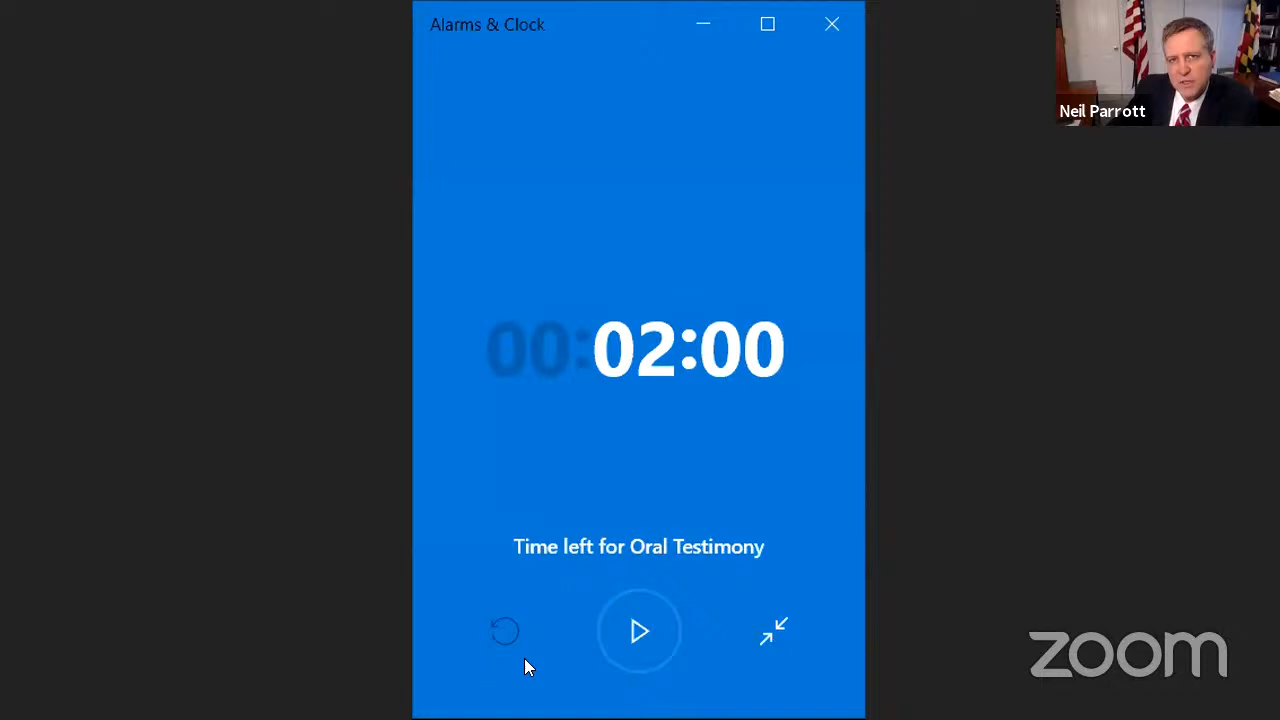 Alarms & Clock
Neil Parrott
00:02:00
Time left for Oral Testimony
zoom